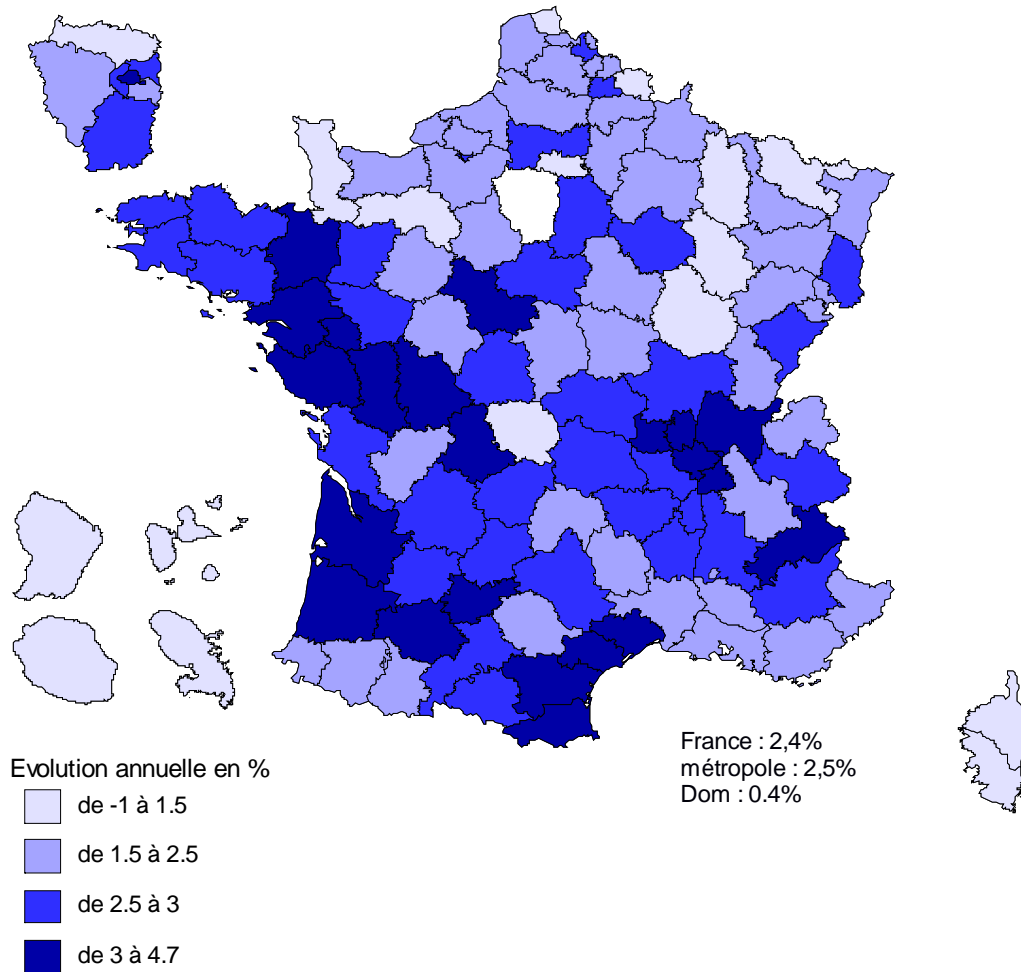 France : 2,4%
métropole : 2,5%
Dom : 0.4%
Evolution annuelle en %
de -1 à 1.5
de 1.5 à 2.5
de 2.5 à 3
de 3 à 4.7